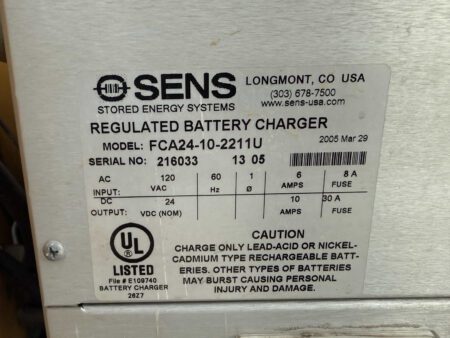 SENS
LONGMONT, CO USA
(303) 678-7500
STORED ENERGY SYSTEMS
www.sens-usa.com
REGULATED BATTERY CHARGER
MODEL: FCA24-10-2211U
2005 Mar 29
SERIAL NO: 216033 13 05
AC 120 60 1 6 8 A
INPUT: VAC Hz Ø AMPS FUSE
DC 24 10 30 A
OUTPUT: VDC (NOM) AMPS FUSE
UL
LISTED
File # E109740
BATTERY CHARGER
26Z7
CAUTION
CHARGE ONLY LEAD-ACID OR NICKEL-
CADMIUM TYPE RECHARGEABLE BATT-
ERIES. OTHER TYPES OF BATTERIES
MAY BURST CAUSING PERSONAL
INJURY AND DAMAGE.